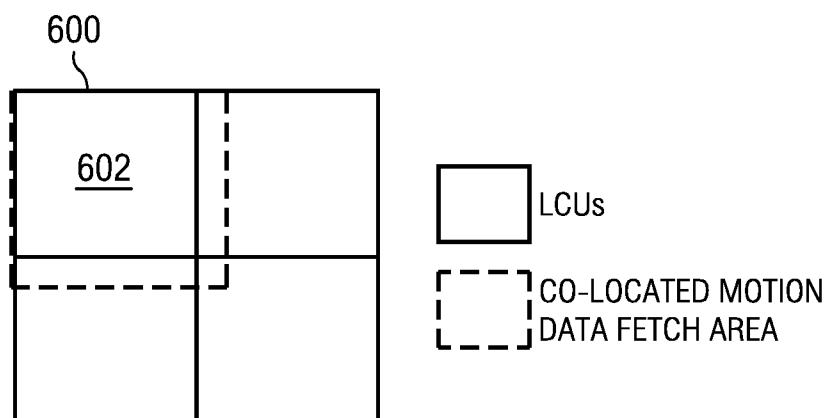 600
602
LCUs
CO-LOCATED MOTION
DATA FETCH AREA